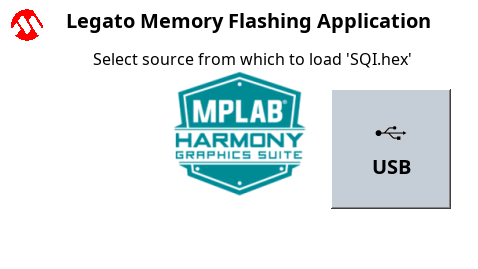 Legato Memory Flashing Application
Select source from which to load 'SQI.hex'
MPLAB®
HARMONY
GRAPHICS SUITE
USB